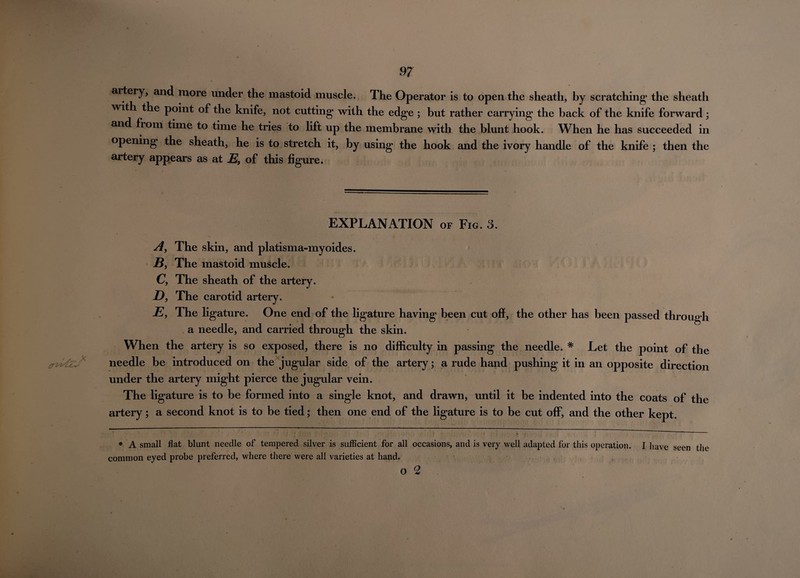 97
artery, and more under the mastoid muscle. The Operator is to open the sheath, by scratching the sheath
with the point of the knife, not cutting with the edge ; but rather carrying the back of the knife forward ;
and from time to time he tries to lift up the membrane with the blunt hook. When he has succeeded in
opening the sheath, he is to stretch it, by using the hook and the ivory handle of the knife ; then the
artery appears as at E, of this figure.
EXPLANATION OF FIG. 3.
A, The skin, and platisma-myoides.
B, The mastoid muscle.
C, The sheath of the artery.
D, The carotid artery.
E, The ligature. One end of the ligature having been cut off, the other has been passed through
a needle, and carried through the skin.
When the artery is so exposed, there is no difficulty in passing the needle. * Let the point of the
needle be introduced on the jugular side of the artery ; a rude hand pushing it in an opposite direction
under the artery might pierce the jugular vein.
The ligature is to be formed into a single knot, and drawn, until it be indented into the coats of the
artery ; a second knot is to be tied ; then one end of the ligature is to be cut off, and the other kept.
* A small flat blunt needle of tempered silver is sufficient for all occasions, and is very well adapted for this operation. I have seen the
common eyed probe preferred, where there were all varieties at hand.
O 2